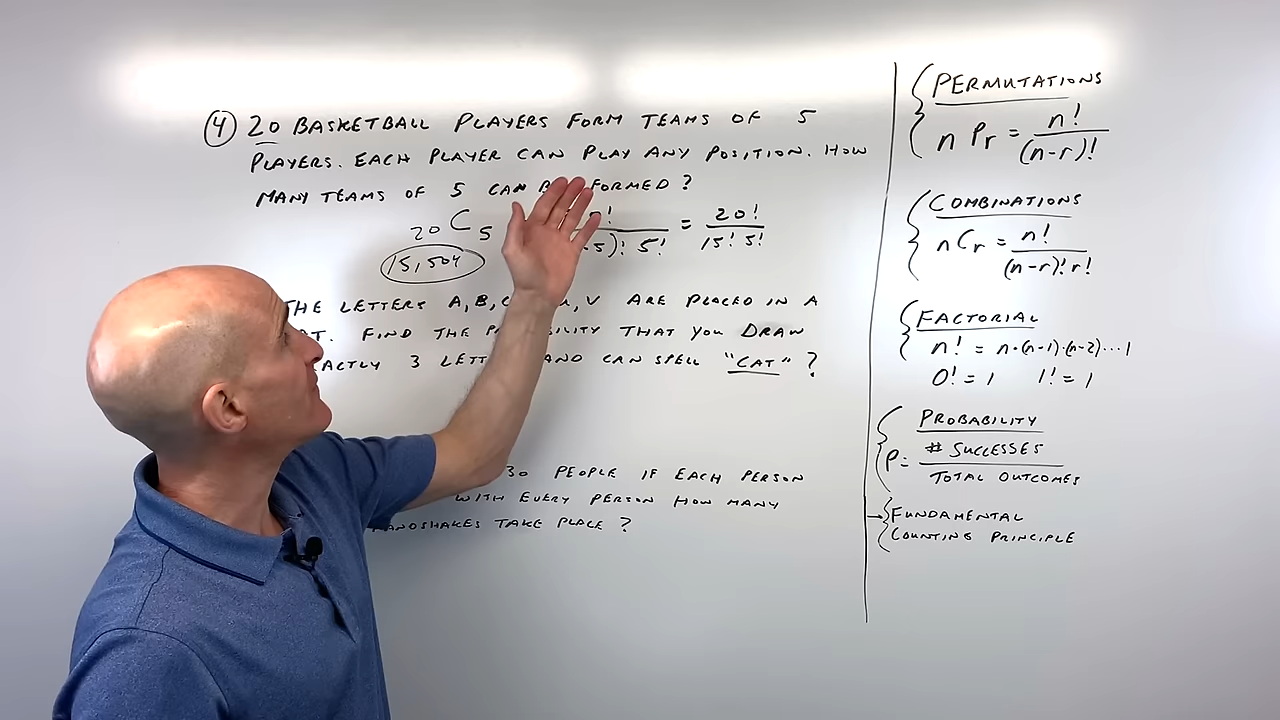 ④ 20 BASKETBALL PLAYERS FORM TEAMS OF 5
PLAYERS. EACH PLAYER CAN PLAY ANY POSITION. HOW
MANY TEAMS OF 5 CAN BE FORMED?
20C5 5)! 5! = 20! / 15! 5!
15,504
THE LETTERS A, B, V ARE PLACED IN A
FIND THE THAT YOU DRAW
3 AND CAN SPELL "CAT"?
30 PEOPLE IF EACH PERSON
WITH EVERY PERSON HOW MANY
HANDSHAKES TAKE PLACE?
PERMUTATIONS
nPr = n! / (n-r)!
COMBINATIONS
nCr = n! / (n-r)! r!
FACTORIAL
n! = n·(n-1)·(n-2)···1
0! = 1 1! = 1
PROBABILITY
P = # SUCCESSES / TOTAL OUTCOMES
→ FUNDAMENTAL
COUNTING PRINCIPLE